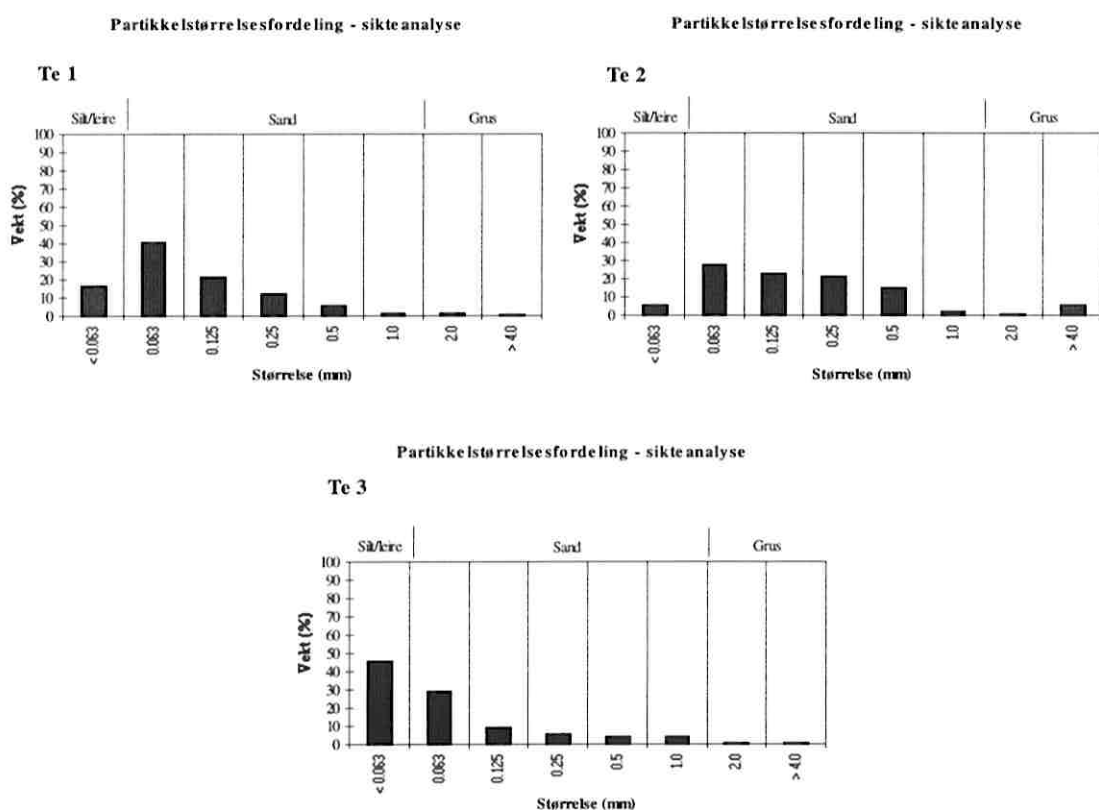 Partikkelstørrelsesfordeling - sikteanalyse
Te 1
Silt/leire Sand Grus
100
90
80
70
60
50
40
30
20
10
0
Vekt (%)
< 0.063 0.063 0.125 0.25 0.5 1.0 2.0 > 4.0
Størrelse (mm)
Partikkelstørrelsesfordeling - sikteanalyse
Te 2
Silt/leire Sand Grus
100
90
80
70
60
50
40
30
20
10
0
Vekt (%)
< 0.063 0.063 0.125 0.25 0.5 1.0 2.0 > 4.0
Størrelse (mm)
Partikkelstørrelsesfordeling - sikteanalyse
Te 3
Silt/leire Sand Grus
100
90
80
70
60
50
40
30
20
10
0
Vekt (%)
< 0.063 0.063 0.125 0.25 0.5 1.0 2.0 > 4.0
Størrelse (mm)